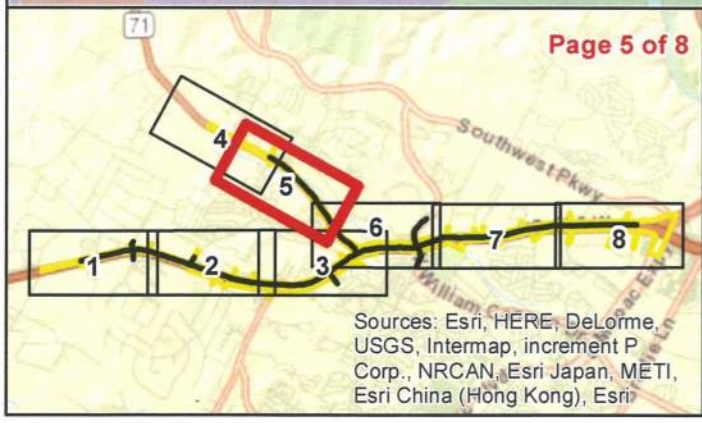 71
Page 5 of 8
4
5
Southwest Pkwy
6
7
8
1
2
3
William
Sources: Esri, HERE, DeLorme,
USGS, Intermap, increment P
Corp., NRCAN, Esri Japan, METI,
Esri China (Hong Kong), Esri